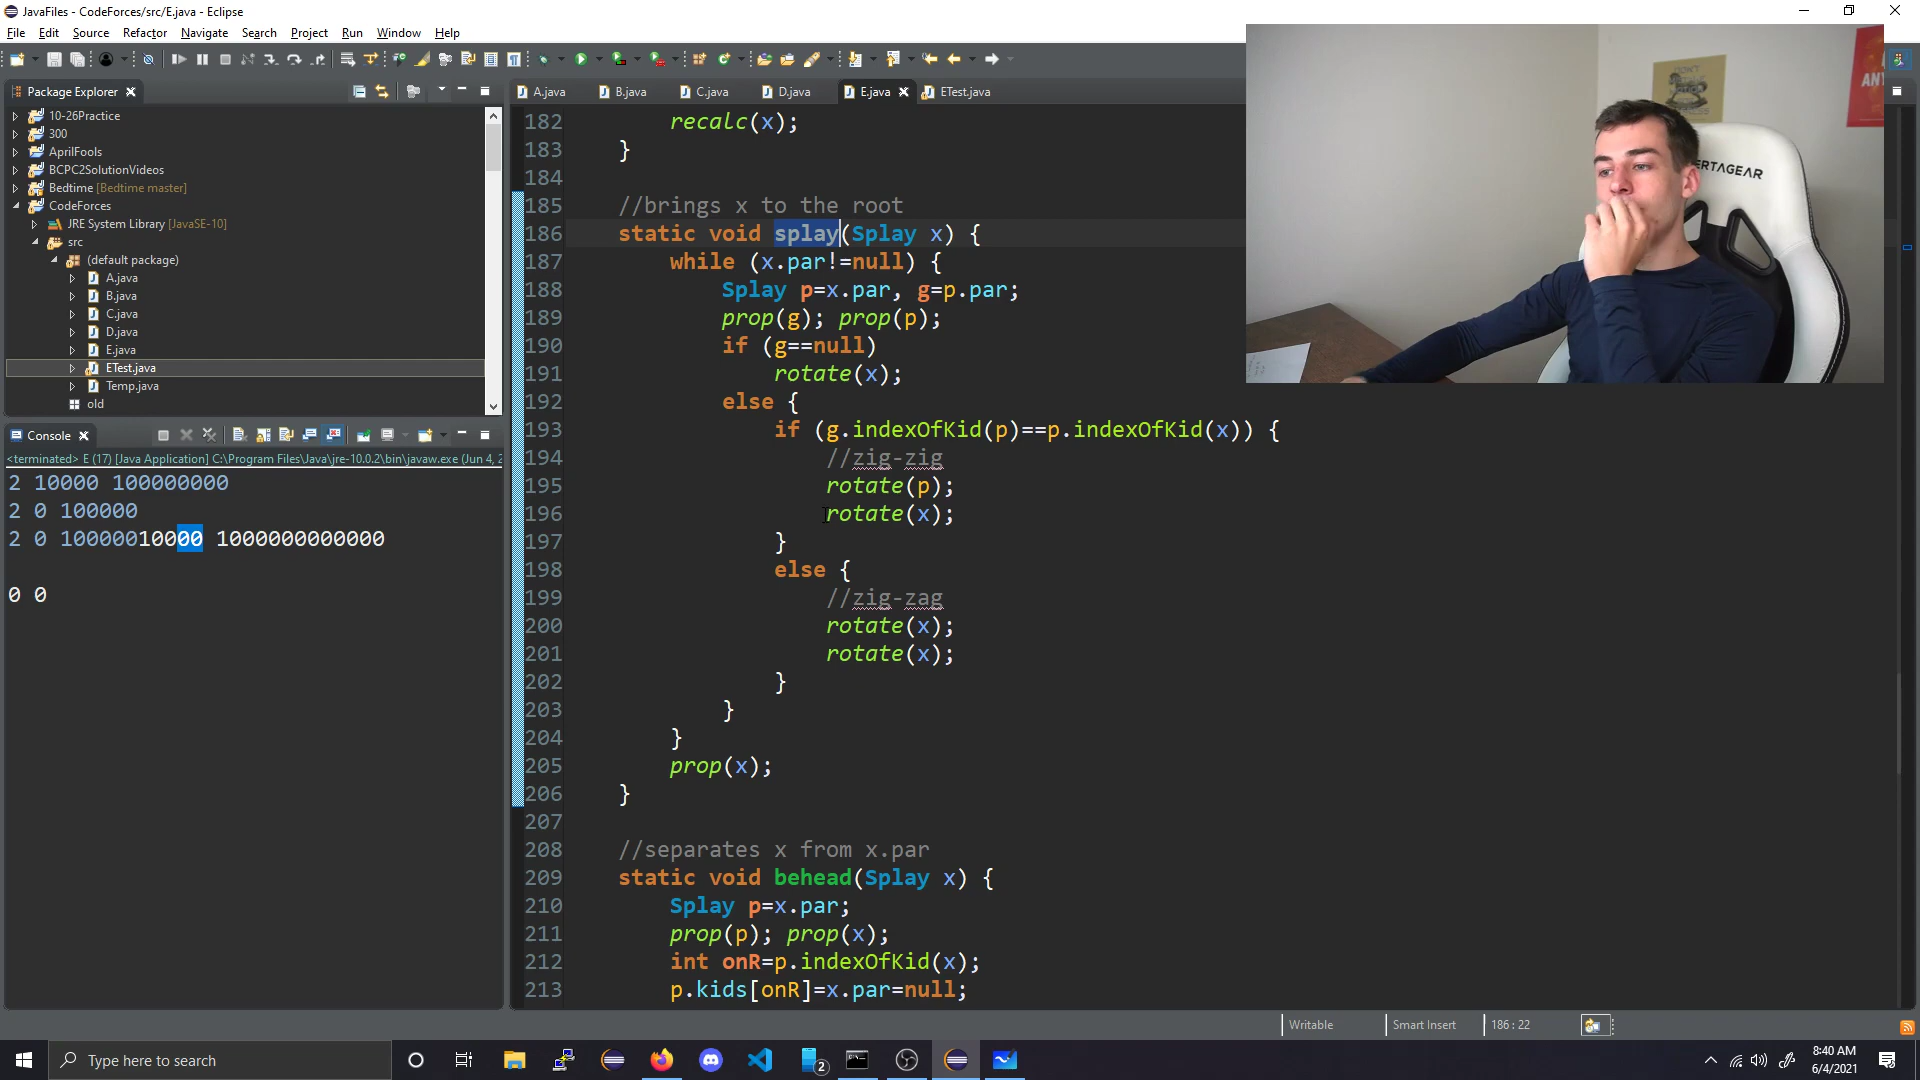 JavaFiles - CodeForces/src/E.java - Eclipse
File Edit Source Refactor Navigate Search Project Run Window Help
Package Explorer
10-26Practice
300
AprilFools
BCPC2SolutionVideos
Bedtime [Bedtime master]
CodeForces
JRE System Library [JavaSE-10]
src
(default package)
A.java
B.java
C.java
D.java
E.java
ETest.java
Temp.java
old
Console
<terminated> E (17) [Java Application] C:\Program Files\Java\jre-10.0.2\bin\javaw.exe (Jun 4, 2
2 10000 100000000
2 0 100000
2 0 10000010000 1000000000000
0 0
A.java B.java C.java D.java E.java ETest.java
182 recalc(x);
183 }
184
185 //brings x to the root
186 static void splay(Splay x) {
187 while (x.par!=null) {
188 Splay p=x.par, g=p.par;
189 prop(g); prop(p);
190 if (g==null)
191 rotate(x);
192 else {
193 if (g.indexOfKid(p)==p.indexOfKid(x)) {
194 //zig-zig
195 rotate(p);
196 rotate(x);
197 }
198 else {
199 //zig-zag
200 rotate(x);
201 rotate(x);
202 }
203 }
204 }
205 prop(x);
206 }
207
208 //separates x from x.par
209 static void behead(Splay x) {
210 Splay p=x.par;
211 prop(p); prop(x);
212 int onR=p.indexOfKid(x);
213 p.kids[onR]=x.par=null;
ERTAGEAR
ANY
Writable Smart Insert 186 : 22
Type here to search
2
8:40 AM
6/4/2021